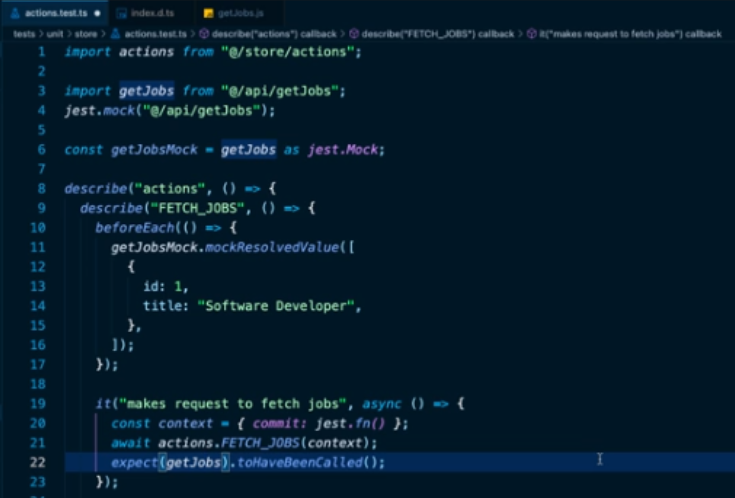 actions.test.ts ● index.d.ts getJobs.js
tests > unit > store > actions.test.ts > describe("actions") callback > describe("FETCH_JOBS") callback > it("makes request to fetch jobs") callback
1 import actions from "@/store/actions";
2
3 import getJobs from "@/api/getJobs";
4 jest.mock("@/api/getJobs");
5
6 const getJobsMock = getJobs as jest.Mock;
7
8 describe("actions", () => {
9 describe("FETCH_JOBS", () => {
10 beforeEach(() => {
11 getJobsMock.mockResolvedValue([
12 {
13 id: 1,
14 title: "Software Developer",
15 },
16 ]);
17 });
18
19 it("makes request to fetch jobs", async () => {
20 const context = { commit: jest.fn() };
21 await actions.FETCH_JOBS(context);
22 expect(getJobs).toHaveBeenCalled();
23 });